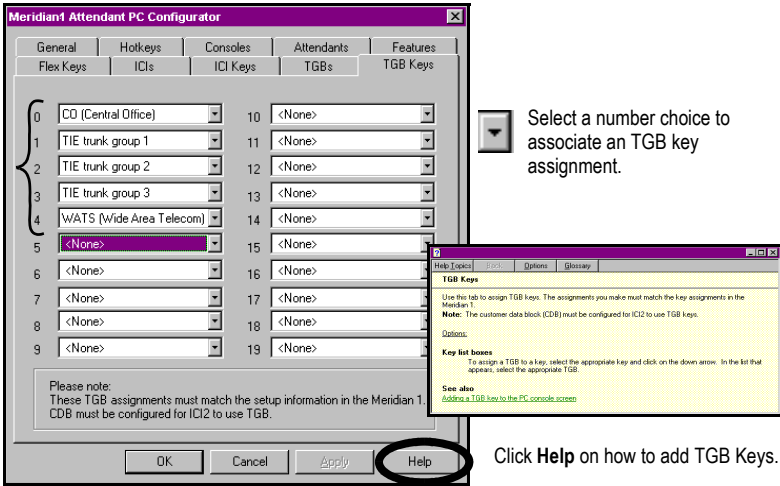 Meridian1 Attendant PC Configurator
General Hotkeys Consoles Attendants Features
Flex Keys ICIs ICI Keys TGBs TGB Keys
0 CO (Central Office)
1 TIE trunk group 1
2 TIE trunk group 2
3 TIE trunk group 3
4 WATS (Wide Area Telecom)
5 <None>
6 <None>
7 <None>
8 <None>
9 <None>
10 <None>
11 <None>
12 <None>
13 <None>
14 <None>
15 <None>
16 <None>
17 <None>
18 <None>
19 <None>
Please note:
These TGB assignments must match the setup information in the Meridian 1.
CDB must be configured for ICI2 to use TGB.
OK Cancel Apply Help
Select a number choice to
associate an TGB key
assignment.
?
Help Topics Back Options Glossary
TGB Keys
Use this tab to assign TGB keys. The assignments you make must match the key assignments in the
Meridian 1.
Note: The customer data block (CDB) must be configured for ICI2 to use TGB keys.
Options:
Key list boxes
To assign a TGB to a key, select the appropriate key and click on the down arrow. In the list that
appears, select the appropriate TGB.
See also
Adding a TGB key to the PC console screen
Click Help on how to add TGB Keys.